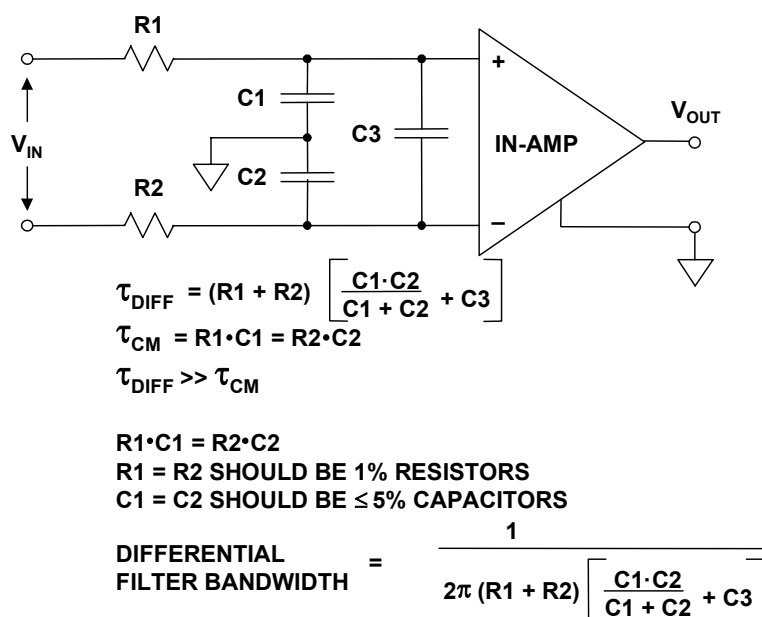 R1
C1
C3
+
IN-AMP
V_OUT
V_IN
C2
R2
−
τ_DIFF = (R1 + R2) [ C1·C2 / C1 + C2 + C3 ]
τ_CM = R1•C1 = R2•C2
τ_DIFF >> τ_CM
R1•C1 = R2•C2
R1 = R2 SHOULD BE 1% RESISTORS
C1 = C2 SHOULD BE ≤ 5% CAPACITORS
DIFFERENTIAL
FILTER BANDWIDTH = 1 / 2π (R1 + R2) [ C1·C2 / C1 + C2 + C3 ]